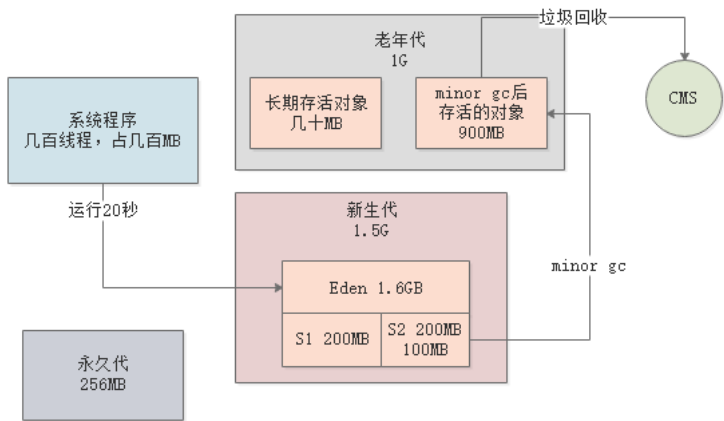 垃圾回收
老年代
1G
长期存活对象
几十MB
minor gc后
存活的对象
900MB
CMS
系统程序
几百线程，占几百MB
运行20秒
新生代
1.5G
Eden 1.6GB
S1 200MB
S2 200MB
100MB
minor gc
永久代
256MB